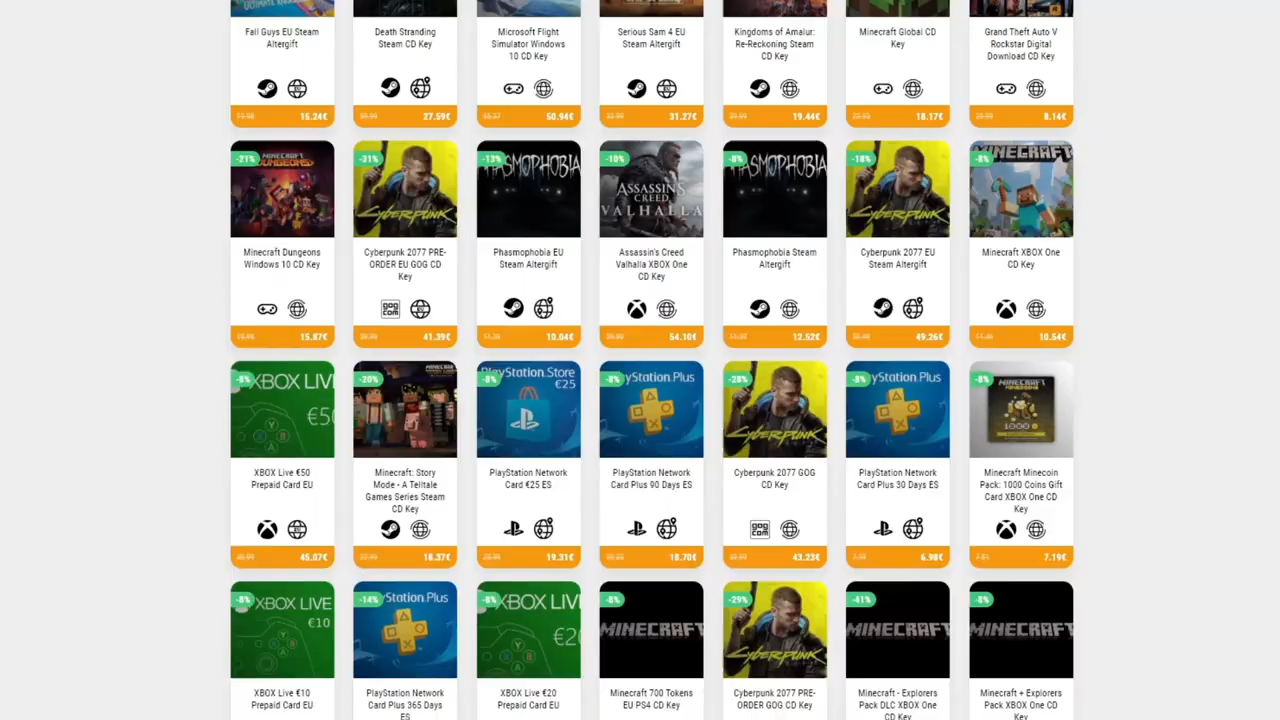 Fall Guys EU Steam
Altergift
Death Stranding
Steam CD Key
Microsoft Flight
Simulator Windows
10 CD Key
Serious Sam 4 EU
Steam Altergift
Kingdoms of Amalur:
Re-Reckoning Steam
CD Key
Minecraft Global CD
Key
Grand Theft Auto V
Rockstar Digital
Download CD Key
15.24€
27.59€
50.94€
31.27€
19.44€
18.17€
8.14€
-21%
MINECRAFT
DUNGEONS
-31%
Cyberpunk
-13%
PHASMOPHOBIA
-10%
ASSASSIN'S
CREED
VALHALLA
-8%
PHASMOPHOBIA
-18%
Cyberpunk
-8%
MINECRAFT
Minecraft Dungeons
Windows 10 CD Key
Cyberpunk 2077 PRE-
ORDER EU GOG CD
Key
Phasmophobia EU
Steam Altergift
Assassin's Creed
Valhalla XBOX One
CD Key
Phasmophobia Steam
Altergift
Cyberpunk 2077 EU
Steam Altergift
Minecraft XBOX One
CD Key
GOG
COM
15.87€
41.39€
10.04€
54.10€
12.52€
49.26€
10.54€
-8%
XBOX LIVE
€50
-20%
MINECRAFT
-8%
PlayStation Store
€25
-8%
PlayStation.Plus
-28%
Cyberpunk
-8%
PlayStation.Plus
-8%
MINECRAFT
1000
XBOX Live €50
Prepaid Card EU
Minecraft: Story
Mode - A Telltale
Games Series Steam
CD Key
PlayStation Network
Card €25 ES
PlayStation Network
Card Plus 90 Days ES
Cyberpunk 2077 GOG
CD Key
PlayStation Network
Card Plus 30 Days ES
Minecraft Minecoin
Pack: 1000 Coins Gift
Card XBOX One CD
Key
GOG
COM
45.07€
18.37€
19.31€
18.70€
43.23€
6.98€
7.19€
-8%
XBOX LIVE
€10
-14%
PlayStation.Plus
-8%
XBOX LIVE
€20
-8%
MINECRAFT
-29%
Cyberpunk
-41%
MINECRAFT
-8%
MINECRAFT
XBOX Live €10
Prepaid Card EU
PlayStation Network
Card Plus 365 Days
ES
XBOX Live €20
Prepaid Card EU
Minecraft 700 Tokens
EU PS4 CD Key
Cyberpunk 2077 PRE-
ORDER GOG CD Key
Minecraft - Explorers
Pack DLC XBOX One
CD Key
Minecraft + Explorers
Pack XBOX One CD
Key